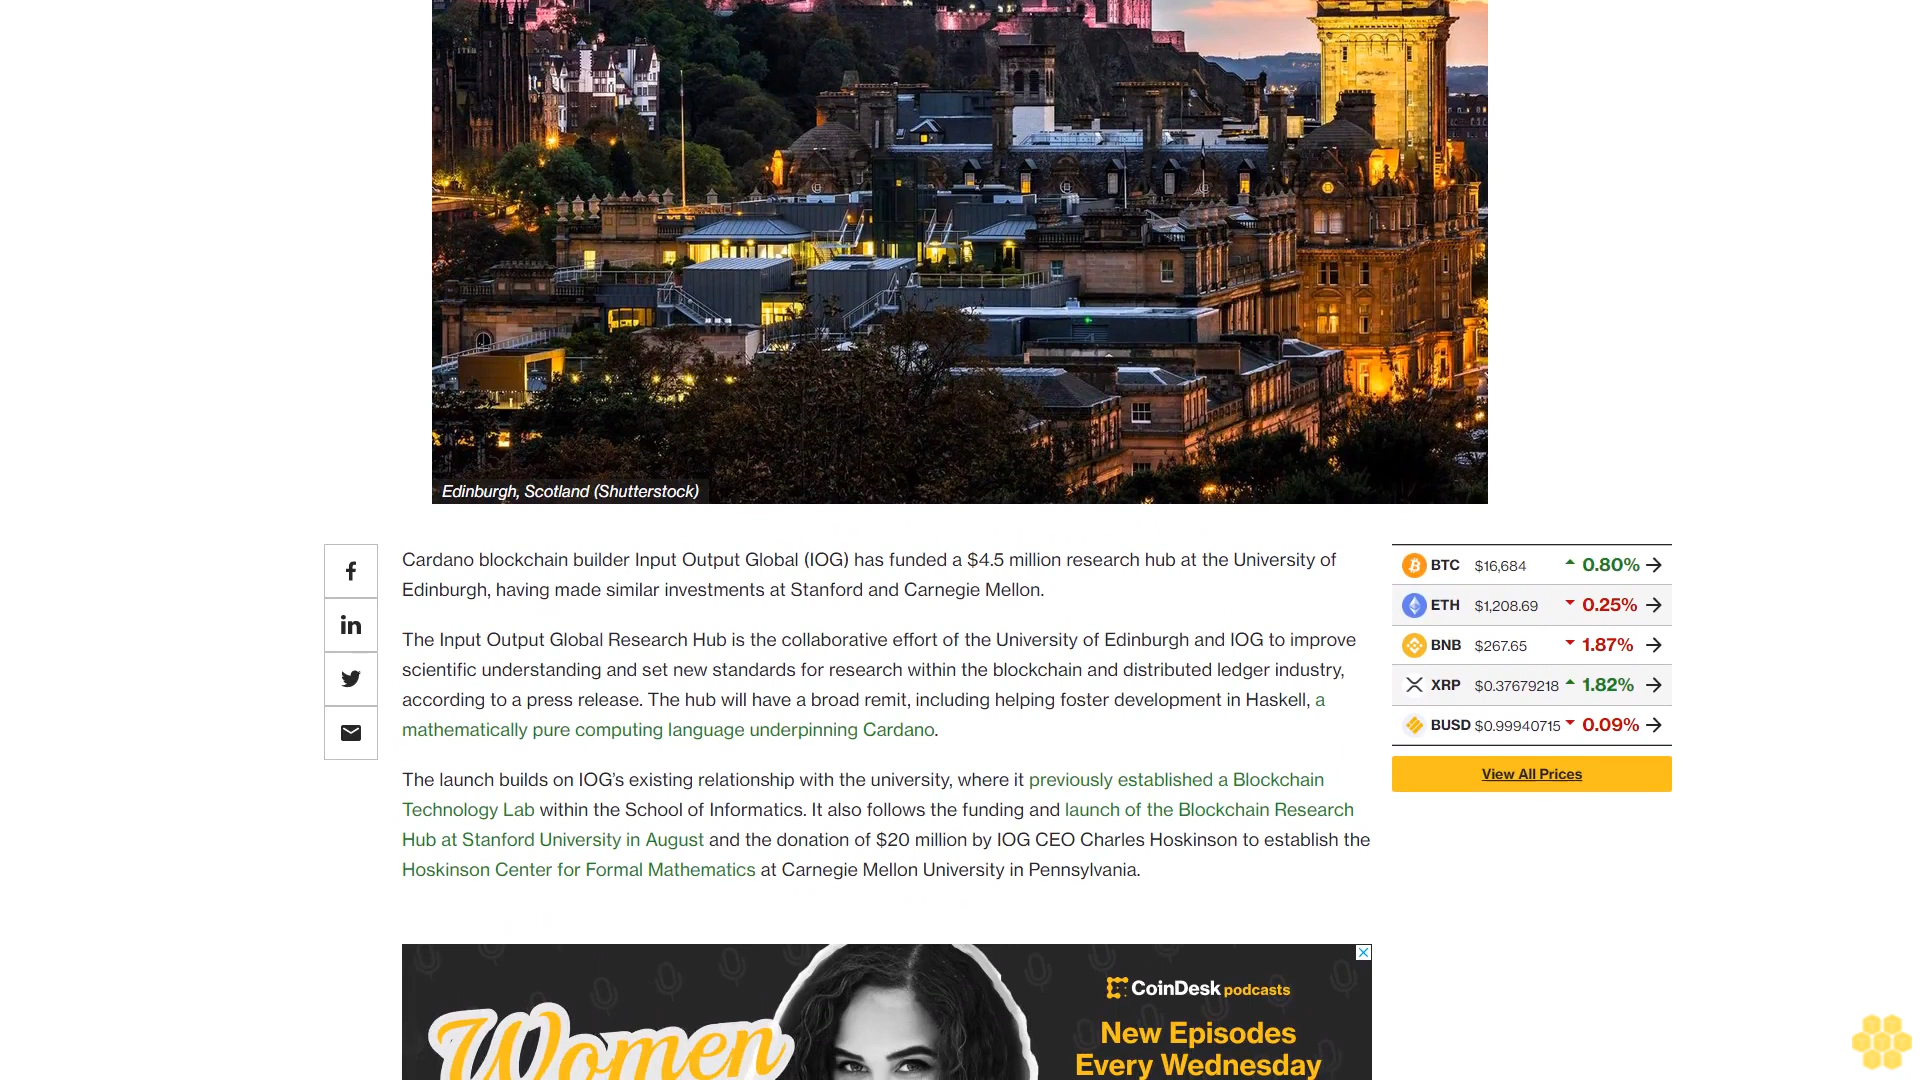 Edinburgh, Scotland (Shutterstock)
Cardano blockchain builder Input Output Global (IOG) has funded a $4.5 million research hub at the University of
Edinburgh, having made similar investments at Stanford and Carnegie Mellon.
The Input Output Global Research Hub is the collaborative effort of the University of Edinburgh and IOG to improve
scientific understanding and set new standards for research within the blockchain and distributed ledger industry,
according to a press release. The hub will have a broad remit, including helping foster development in Haskell, a
mathematically pure computing language underpinning Cardano.
The launch builds on IOG’s existing relationship with the university, where it previously established a Blockchain
Technology Lab within the School of Informatics. It also follows the funding and launch of the Blockchain Research
Hub at Stanford University in August and the donation of $20 million by IOG CEO Charles Hoskinson to establish the
Hoskinson Center for Formal Mathematics at Carnegie Mellon University in Pennsylvania.
BTC $16,684 0.80%
ETH $1,208.69 0.25%
BNB $267.65 1.87%
XRP $0.37679218 1.82%
BUSD $0.99940715 0.09%
View All Prices
Women
CoinDesk podcasts
New Episodes
Every Wednesday